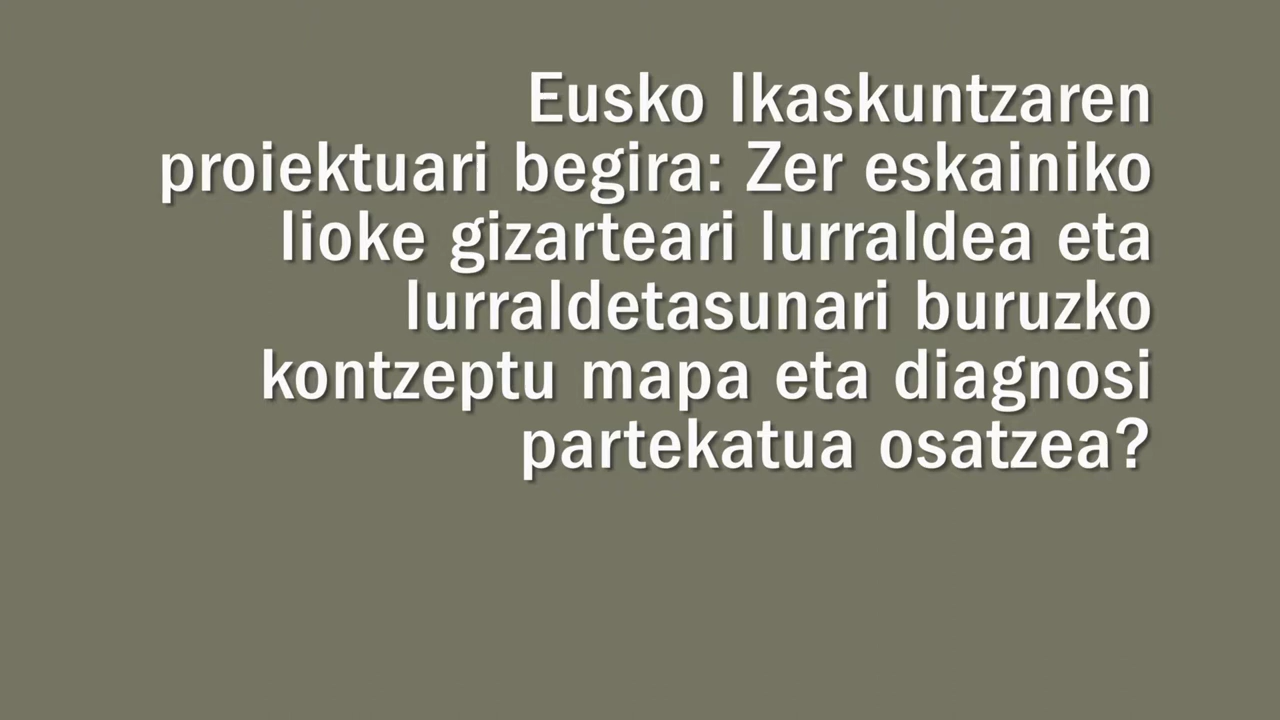 Eusko Ikaskuntzaren
proiektuari begira: Zer eskainiko
lioke gizarteari lurraldea eta
lurraldetasunari buruzko
kontzeptu mapa eta diagnosi
partekatua osatzea?